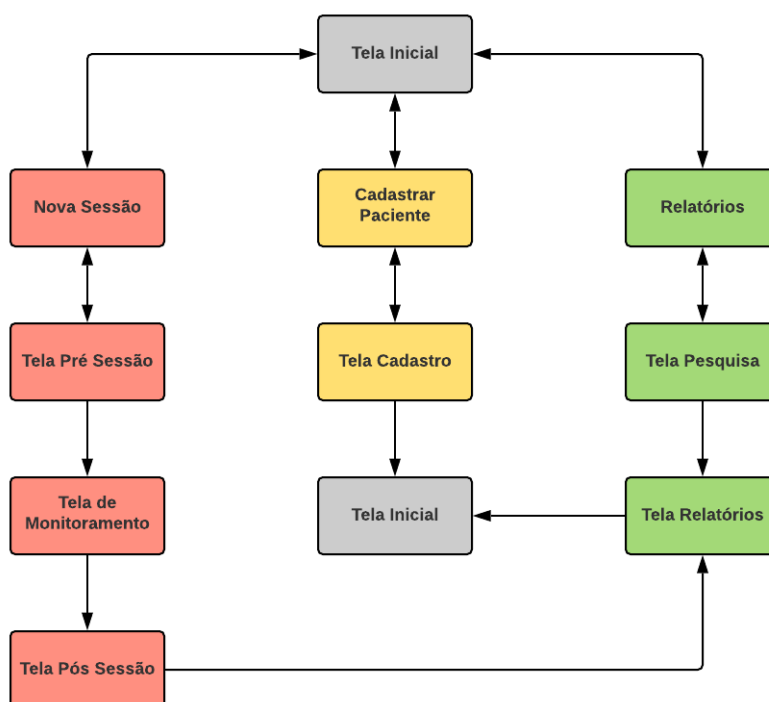 Tela Inicial
Nova Sessão
Cadastrar
Paciente
Relatórios
Tela Pré Sessão
Tela Cadastro
Tela Pesquisa
Tela de
Monitoramento
Tela Inicial
Tela Relatórios
Tela Pós Sessão